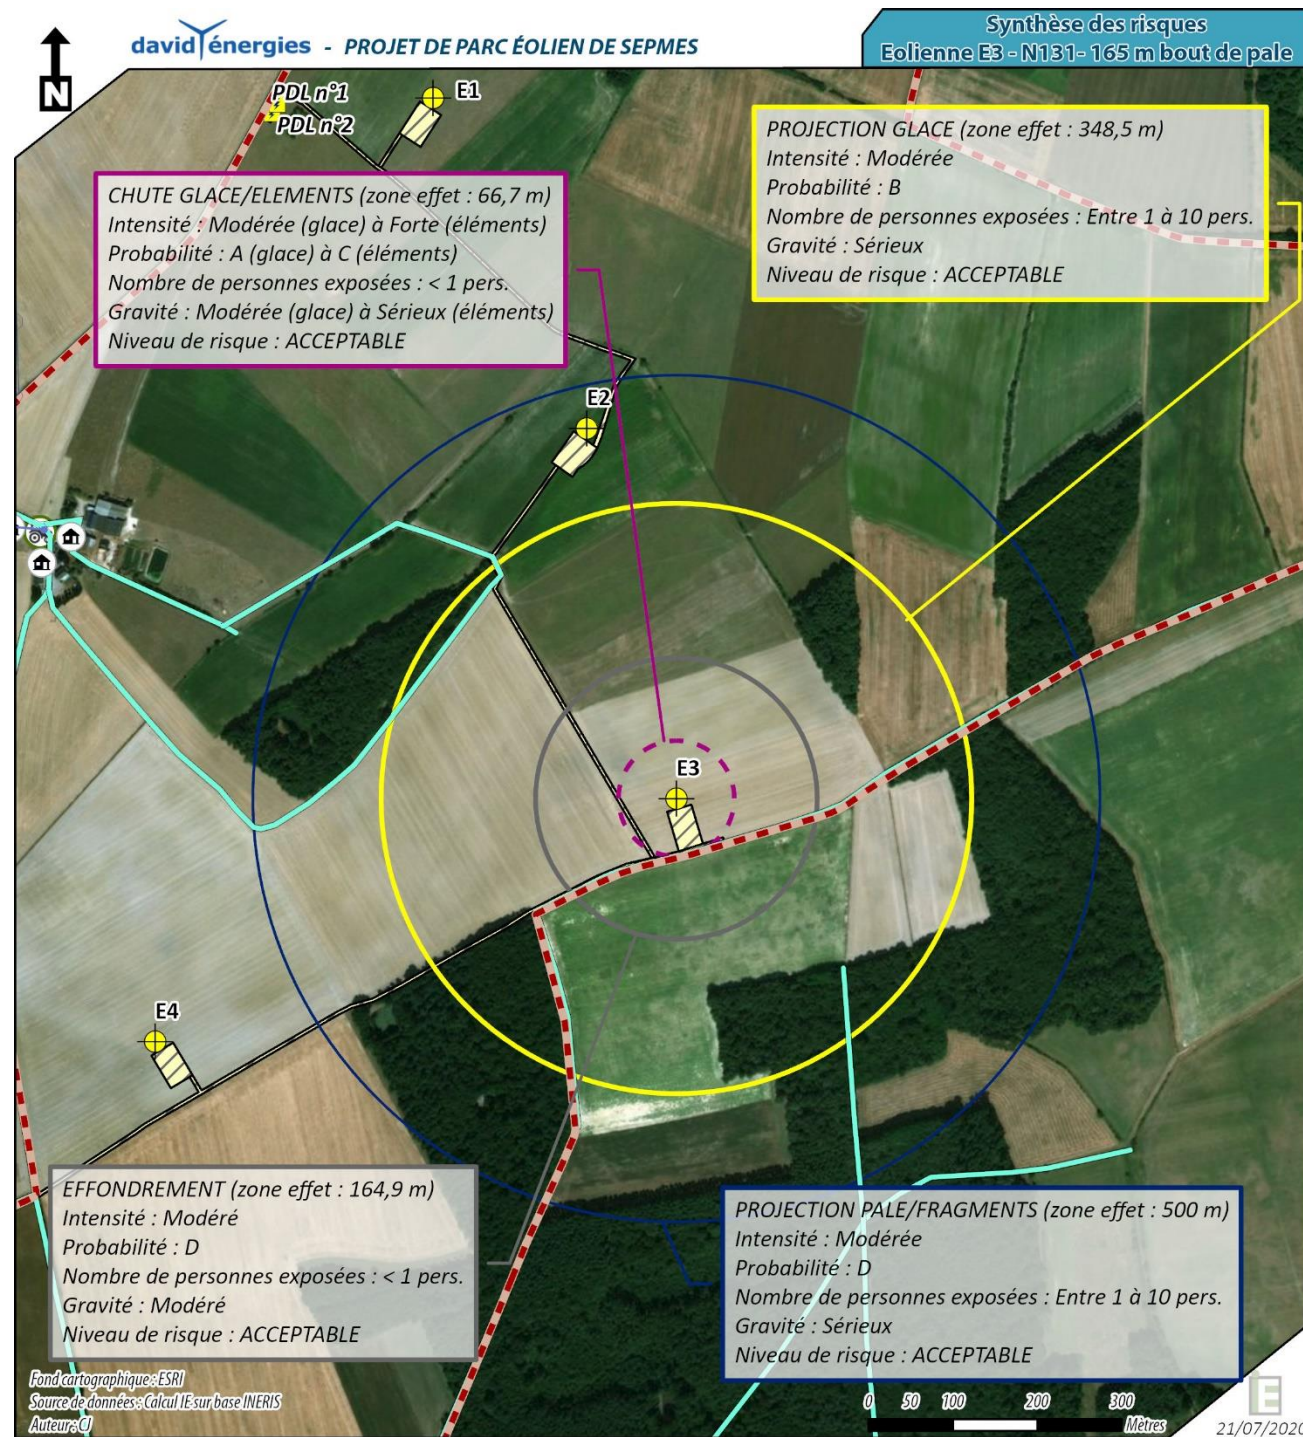 N
david énergies - PROJET DE PARC ÉOLIEN DE SEPMES
Synthèse des risques
Eolienne E3 - N131- 165 m bout de pale
PDL n°1
PDL n°2
E1
CHUTE GLACE/ELEMENTS (zone effet : 66,7 m)
Intensité : Modérée (glace) à Forte (éléments)
Probabilité : A (glace) à C (éléments)
Nombre de personnes exposées : < 1 pers.
Gravité : Modérée (glace) à Sérieux (éléments)
Niveau de risque : ACCEPTABLE
PROJECTION GLACE (zone effet : 348,5 m)
Intensité : Modérée
Probabilité : B
Nombre de personnes exposées : Entre 1 à 10 pers.
Gravité : Sérieux
Niveau de risque : ACCEPTABLE
E2
E3
E4
EFFONDREMENT (zone effet : 164,9 m)
Intensité : Modéré
Probabilité : D
Nombre de personnes exposées : < 1 pers.
Gravité : Modéré
Niveau de risque : ACCEPTABLE
PROJECTION PALE/FRAGMENTS (zone effet : 500 m)
Intensité : Modérée
Probabilité : D
Nombre de personnes exposées : Entre 1 à 10 pers.
Gravité : Sérieux
Niveau de risque : ACCEPTABLE
Fond cartographique : ESRI
Source de données : Calcul IE sur base INERIS
Auteur : CJ
0 50 100 200 300
Mètres
21/07/2020